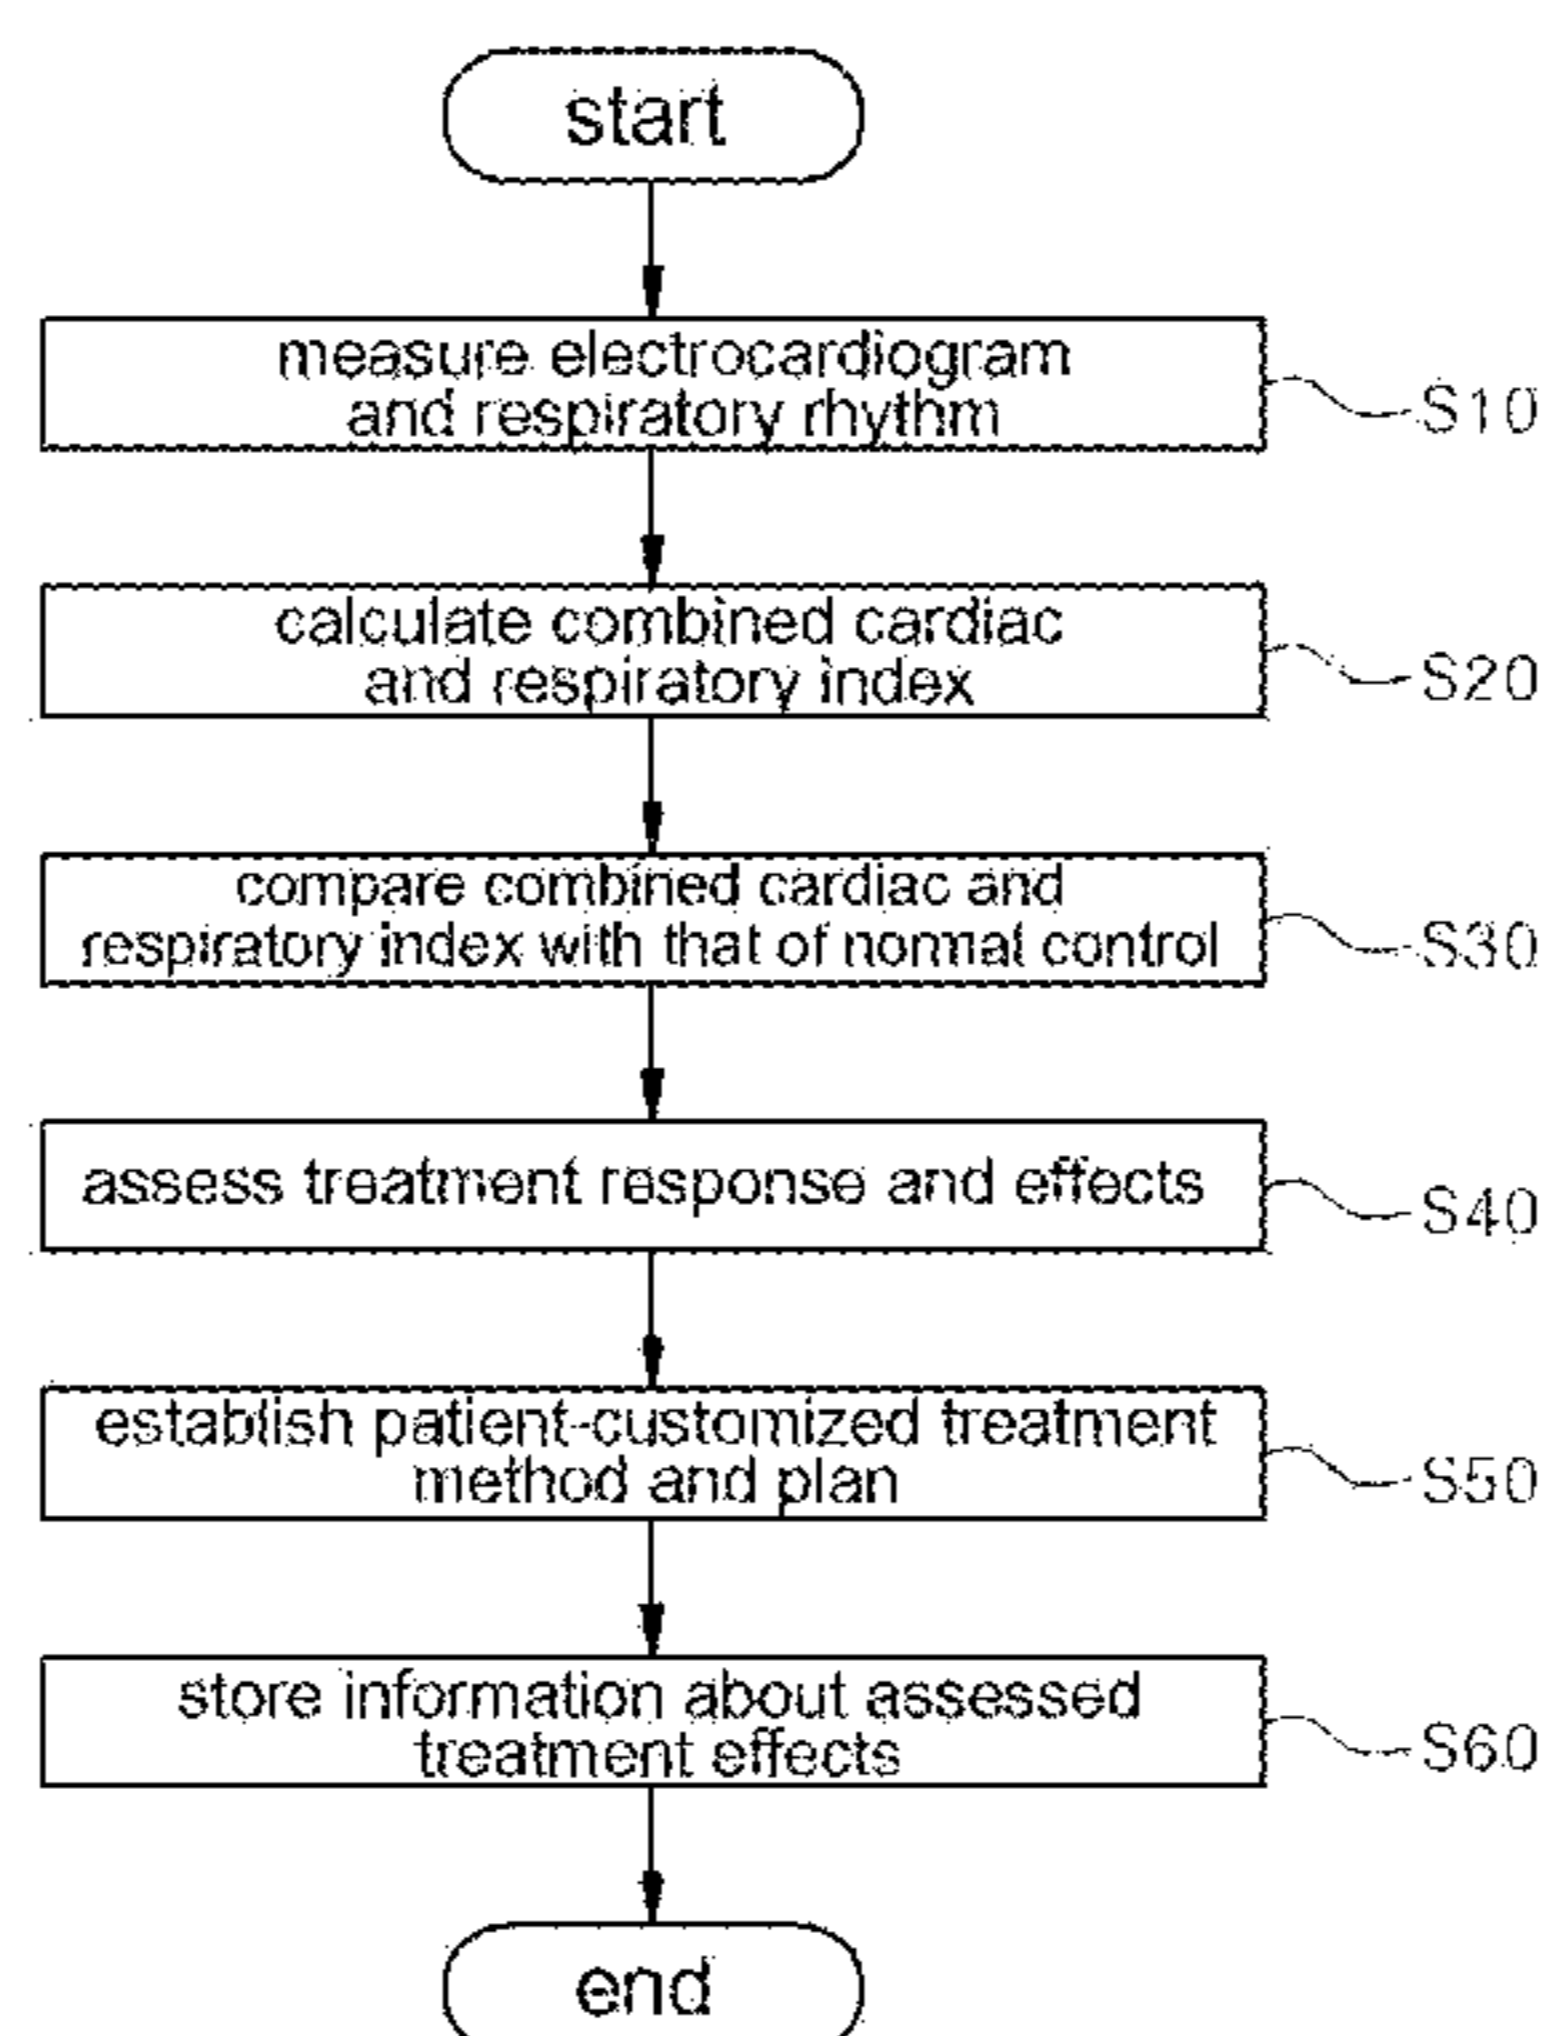 start
measure electrocardiogram
and respiratory rhythm
S10
calculate combined cardiac
and respiratory index
S20
compare combined cardiac and
respiratory index with that of normal control
S30
assess treatment response and effects
S40
establish patient-customized treatment
method and plan
S50
store information about assessed
treatment effects
S60
end